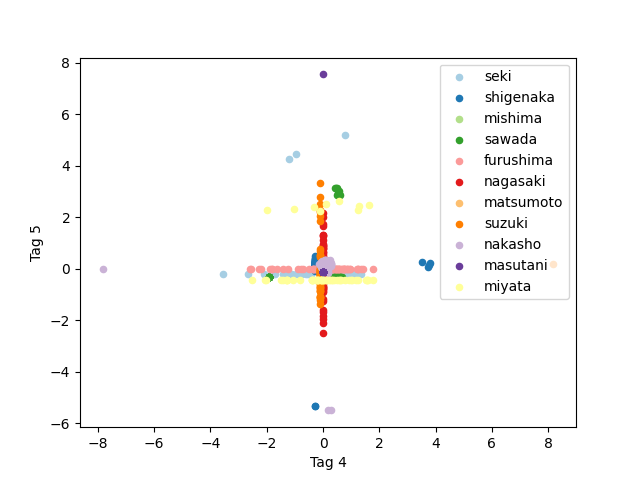 8
6
4
2
0
−2
−4
−6
Tag 5
−8
−6
−4
−2
0
2
4
6
8
Tag 4
seki
shigenaka
mishima
sawada
furushima
nagasaki
matsumoto
suzuki
nakasho
masutani
miyata